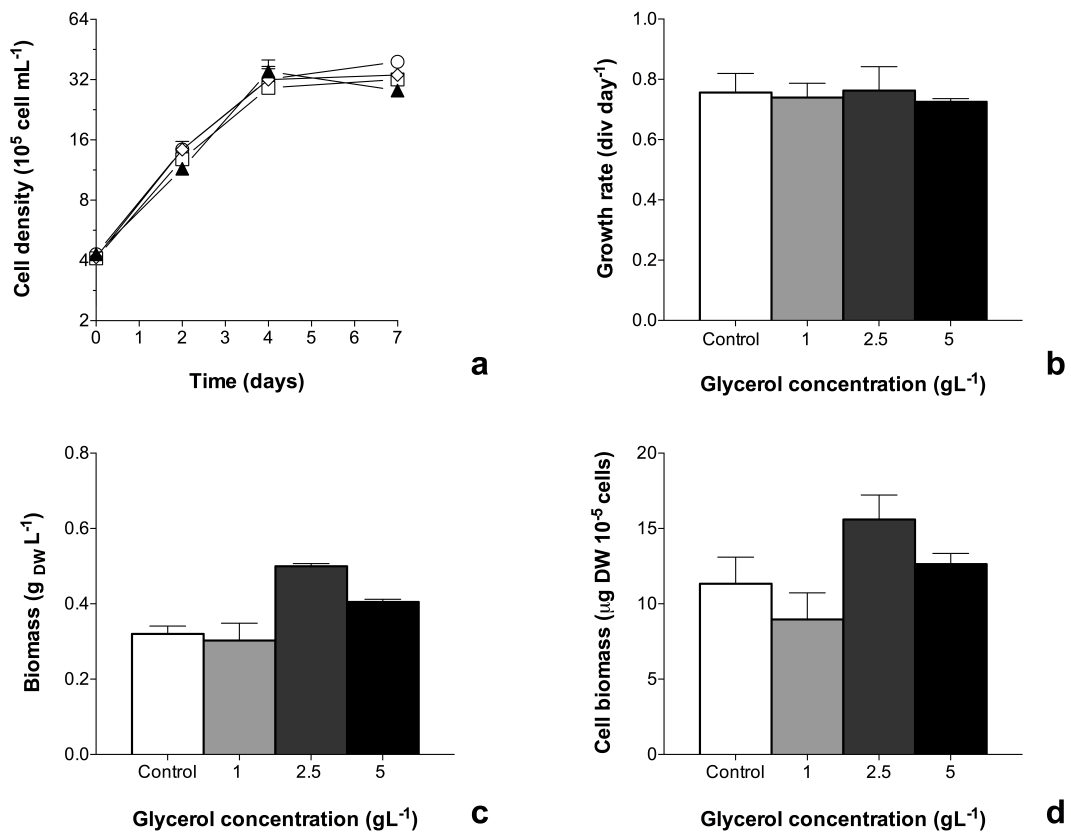 64
32
16
8
4
2
Cell density (10⁵ cell mL⁻¹)
0 1 2 3 4 5 6 7
Time (days)
a
1.0
0.8
0.6
0.4
0.2
0.0
Growth rate (div day⁻¹)
Control 1 2.5 5
Glycerol concentration (gL⁻¹)
b
0.8
0.6
0.4
0.2
0.0
Biomass (g DW L⁻¹)
Control 1 2.5 5
Glycerol concentration (gL⁻¹)
c
20
15
10
5
0
Cell biomass (µg DW 10⁻⁵ cells)
Control 1 2.5 5
Glycerol concentration (gL⁻¹)
d